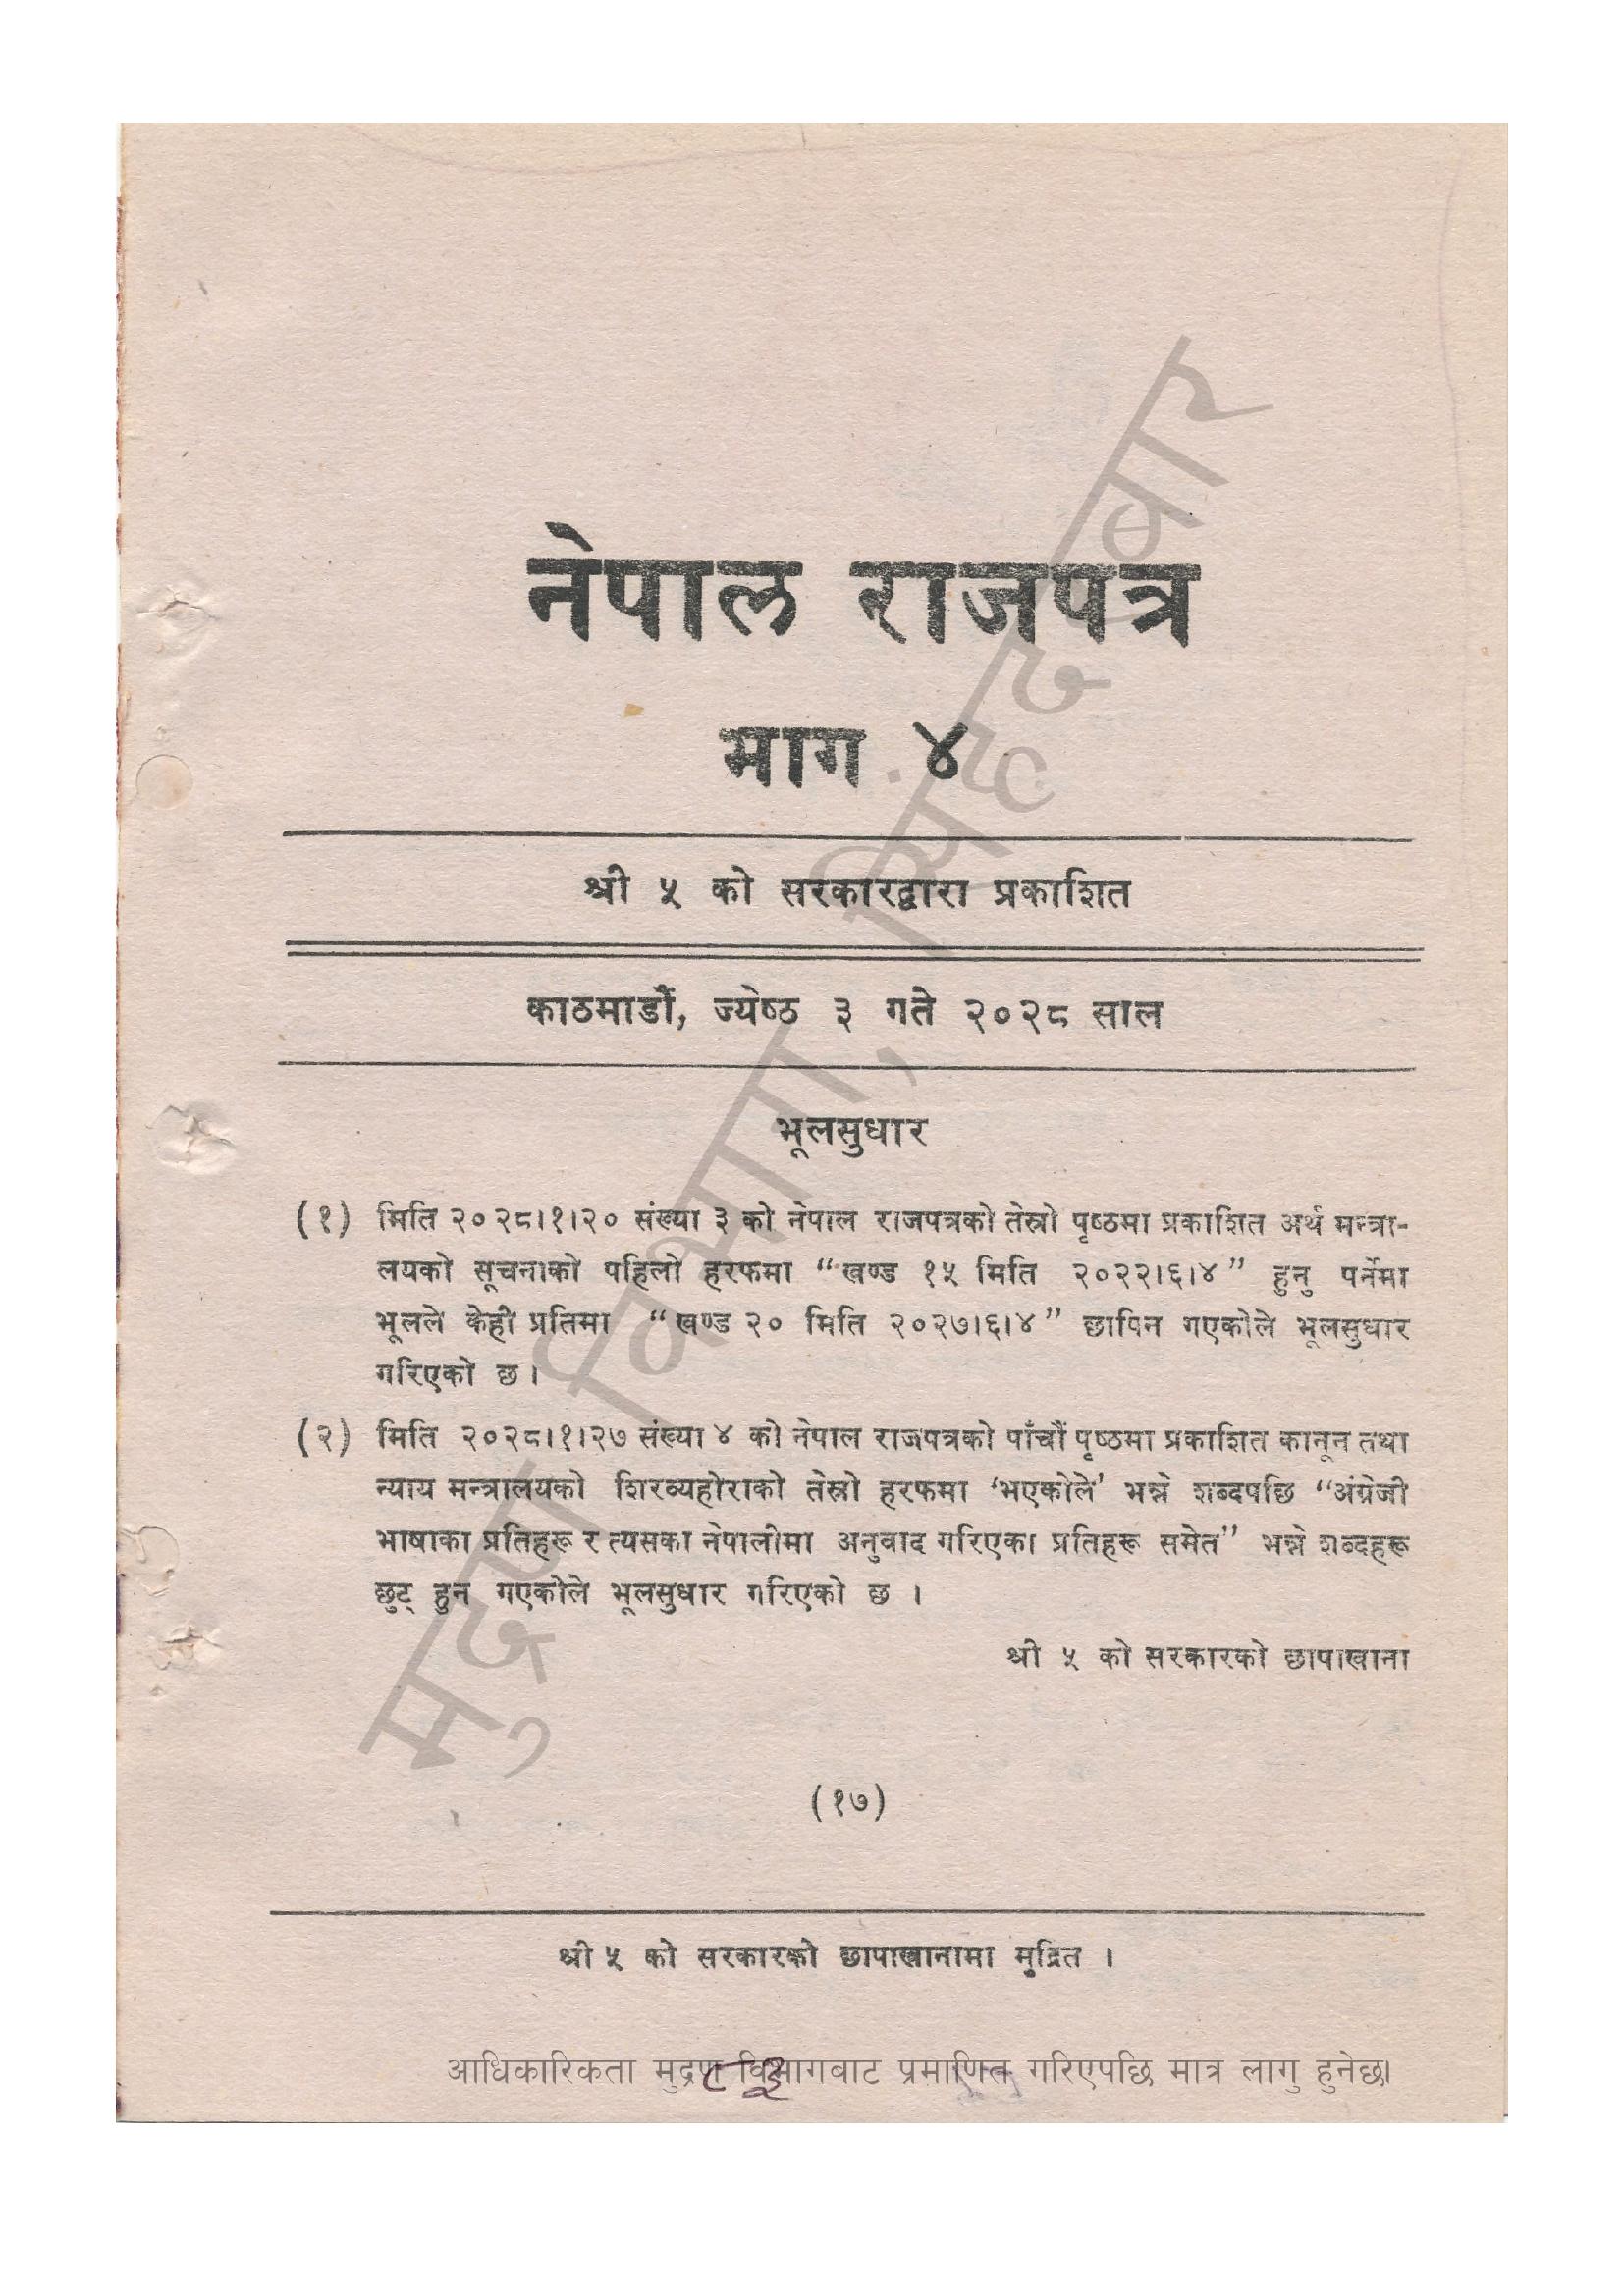 नेपाल राजपत्र
भाग ४
श्री ५ को सरकारद्वारा प्रकाशित
काठमाडौं, ज्येष्ठ ३ गते २०२८ साल
भूलसुधार
(१) मिति २०२८।१।२० संख्या ३ को नेपाल राजपत्रको तेस्रो पृष्ठमा प्रकाशित अर्थ मन्त्रा-
लयको सूचनाको पहिलो हरफमा “खण्ड १५ मिति २०२२।६।४” हुनु पर्नेमा
भूलले केही प्रतिमा “खण्ड २० मिति २०२७।६।४” छापिन गएकोले भूलसुधार
गरिएको छ।
(२) मिति २०२८।१।२७ संख्या ४ को नेपाल राजपत्रको पाँचौं पृष्ठमा प्रकाशित कानून तथा
न्याय मन्त्रालयको शिरव्यहोराको तेस्रो हरफमा ‘भएकोले’ भन्ने शब्दपछि “अंग्रेजी
भाषाका प्रतिहरू र त्यसका नेपालीमा अनुवाद गरिएका प्रतिहरू समेत” भन्ने शब्दहरू
छुट् हुन गएकोले भूलसुधार गरिएको छ ।
श्री ५ को सरकारको छापाखाना
(१७)
श्री ५ को सरकारको छापाखानामा मुद्रित ।
आधिकारिकता मुद्रण विभागबाट प्रमाणित गरिएपछि मात्र लागु हुनेछ।
मुद्रण विभाग, सिंहदरवार